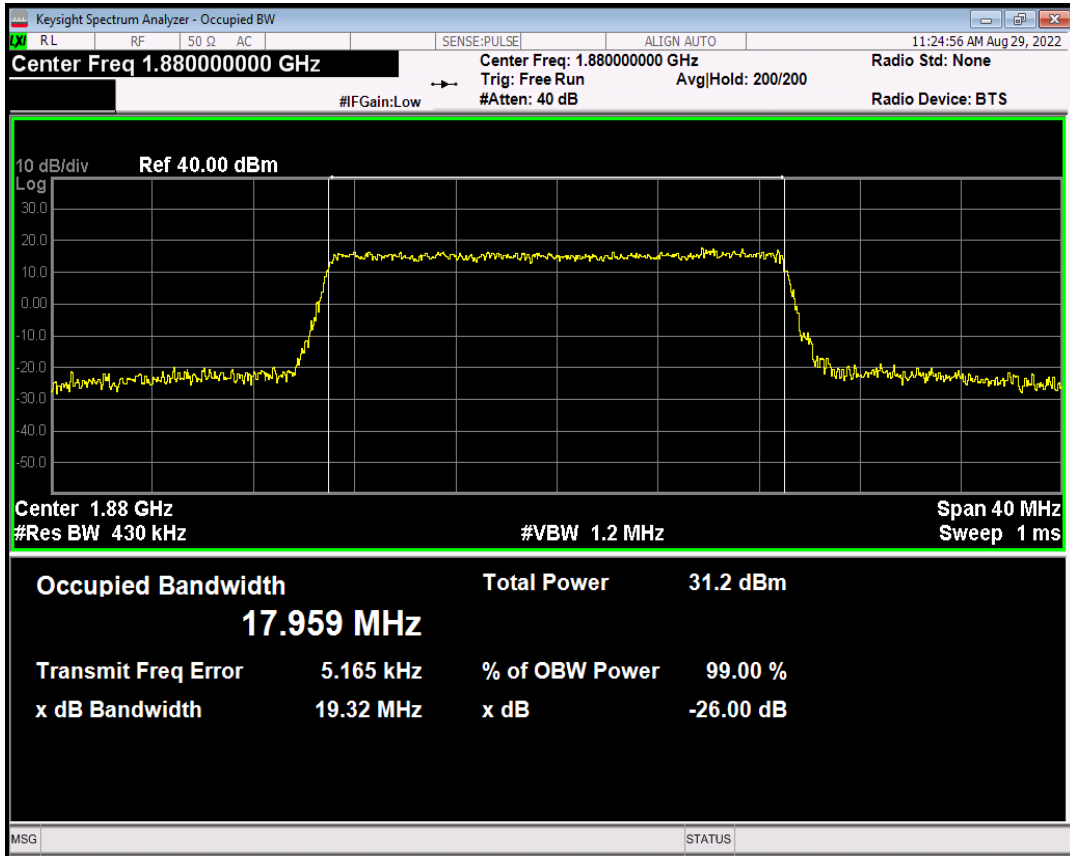 Keysight Spectrum Analyzer - Occupied BW
LXI RL RF 50 Ω AC SENSE:PULSE ALIGN AUTO 11:24:56 AM Aug 29, 2022
Center Freq 1.880000000 GHz Center Freq: 1.880000000 GHz Radio Std: None
Trig: Free Run Avg|Hold: 200/200
#IFGain:Low #Atten: 40 dB Radio Device: BTS
10 dB/div Ref 40.00 dBm
Log
30.0
20.0
10.0
0.00
-10.0
-20.0
-30.0
-40.0
-50.0
Center 1.88 GHz Span 40 MHz
#Res BW 430 kHz #VBW 1.2 MHz Sweep 1 ms
Occupied Bandwidth Total Power 31.2 dBm
17.959 MHz
Transmit Freq Error 5.165 kHz % of OBW Power 99.00 %
x dB Bandwidth 19.32 MHz x dB -26.00 dB
MSG STATUS